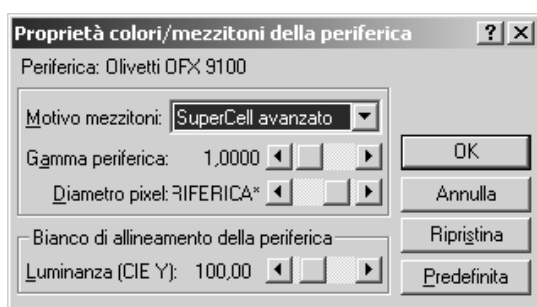 Proprietà colori/mezzitoni della periferica
Periferica: Olivetti OFX 9100
Motivo mezzitoni: SuperCell avanzato
Gamma periferica: 1,0000
Diametro pixel: RIFERICA*
Bianco di allineamento della periferica
Luminanza (CIE Y): 100,00
OK
Annulla
Ripristina
Predefinita